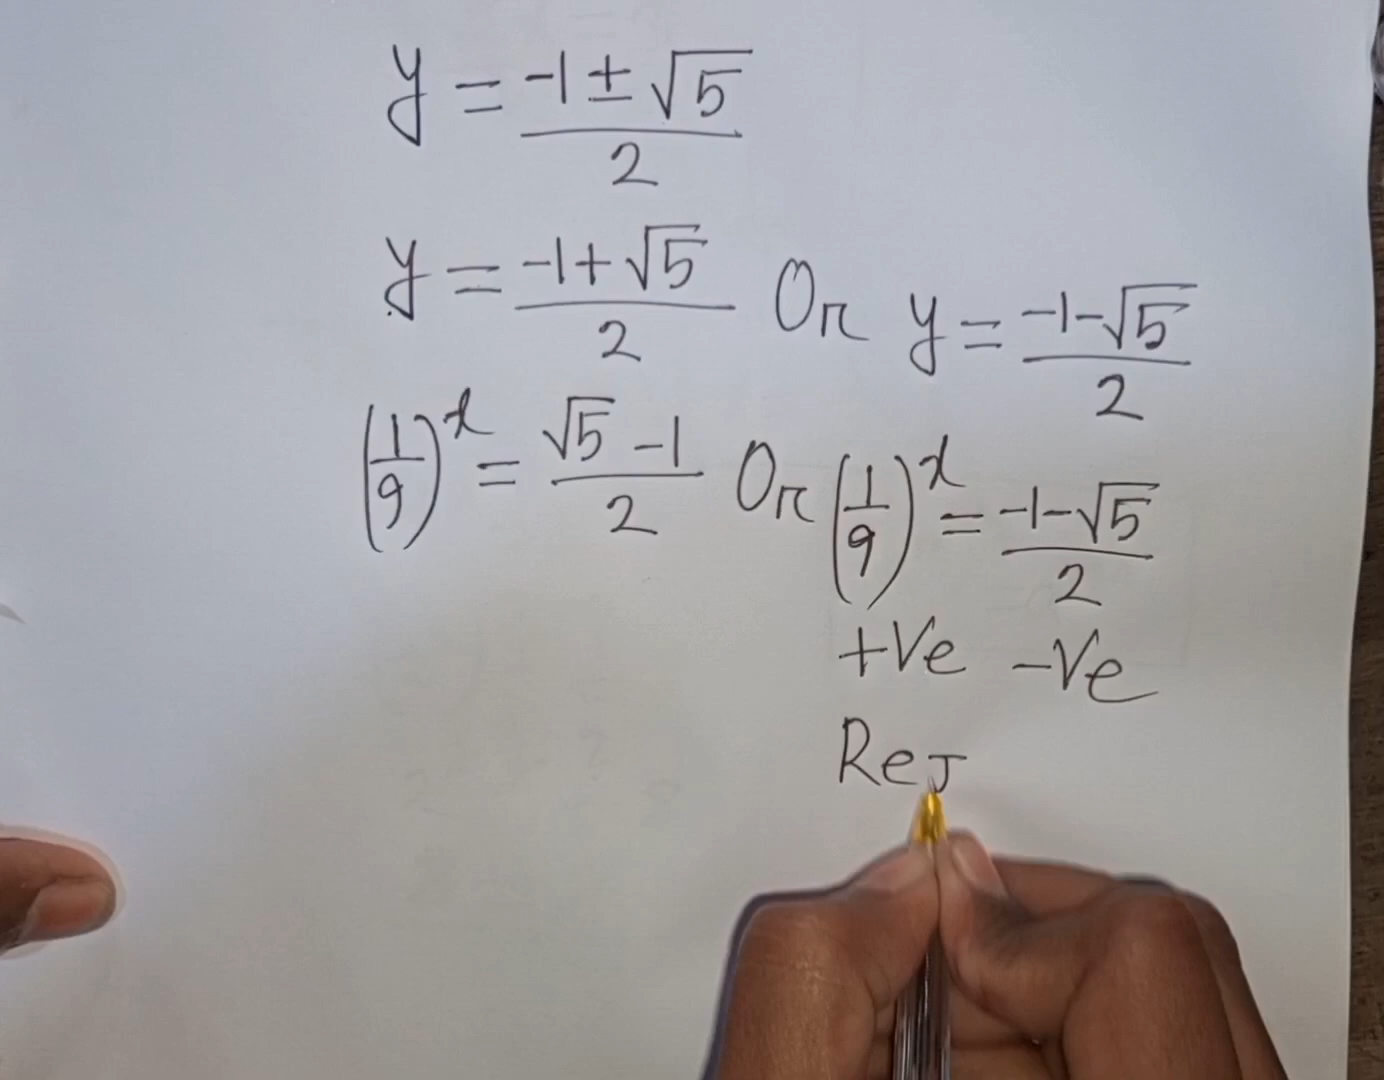 y = (-1 ± √5)/2
y = (-1 + √5)/2 Or y = (-1 - √5)/2
(1/9)^x = (√5 - 1)/2 Or (1/9)^x = (-1 - √5)/2
+Ve -Ve
ReJ